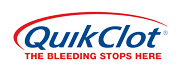 QuikClot®
THE BLEEDING STOPS HERE